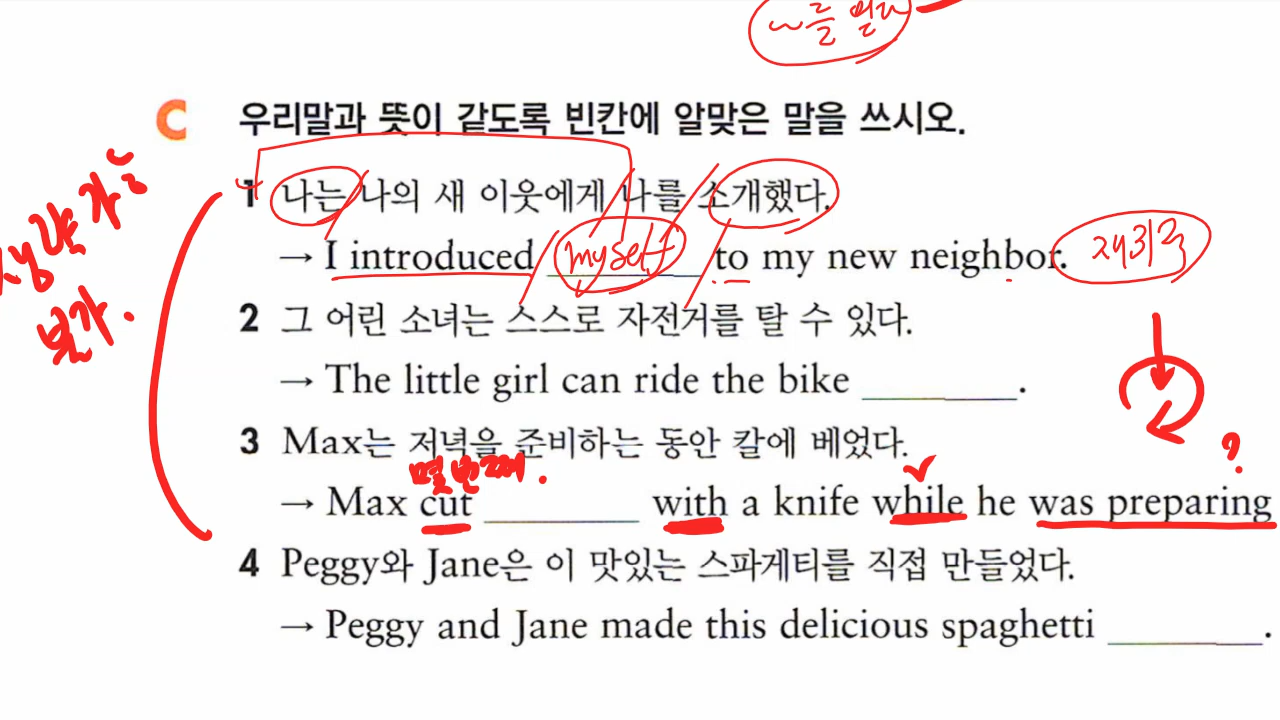 ~를 
C 우리말과 뜻이 같도록 빈칸에 알맞은 말을 쓰시오.
1 나는 나의 새 이웃에게 나를 소개했다.
→ I introduced myself to my new neighbor. 재귀
가능
불가.
2 그 어린 소녀는 스스로 자전거를 탈 수 있다.
→ The little girl can ride the bike ________.
3 Max는 저녁을 준비하는 동안 칼에 베었다.
몇 번째.
?
→ Max cut ________ with a knife while he was preparing
4 Peggy와 Jane은 이 맛있는 스파게티를 직접 만들었다.
→ Peggy and Jane made this delicious spaghetti ________.